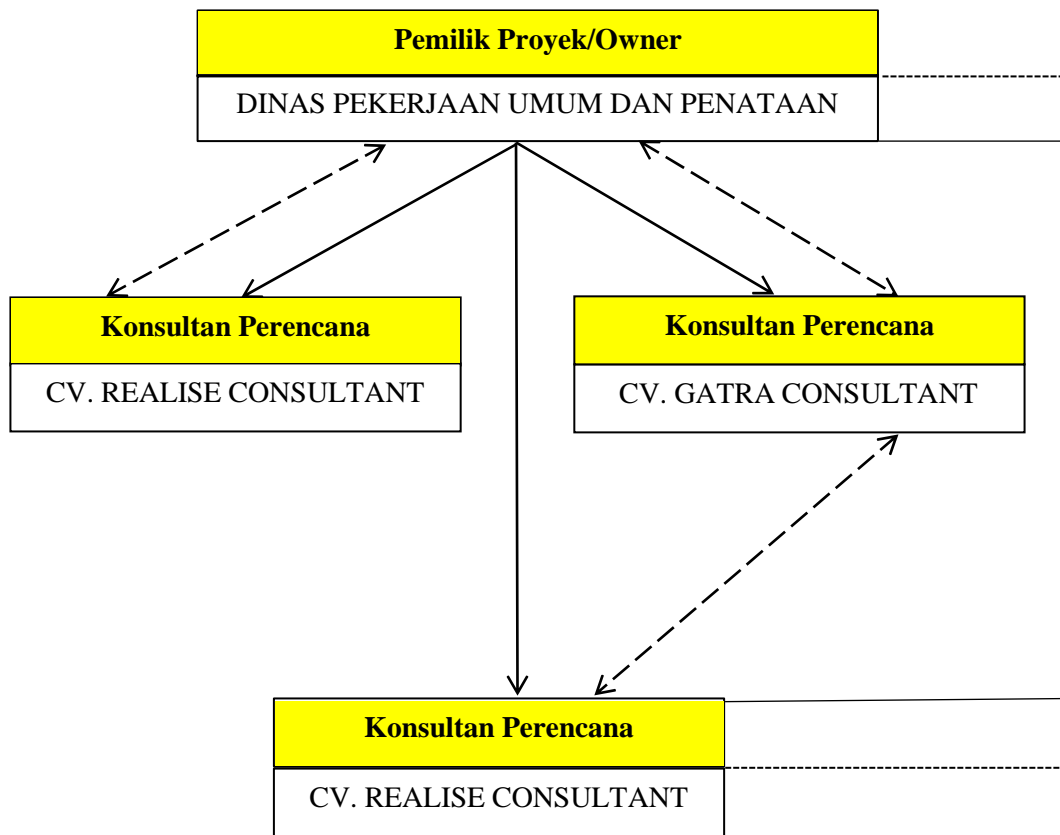 Pemilik Proyek/Owner
DINAS PEKERJAAN UMUM DAN PENATAAN
Konsultan Perencana
CV. REALISE CONSULTANT
Konsultan Perencana
CV. GATRA CONSULTANT
Konsultan Perencana
CV. REALISE CONSULTANT